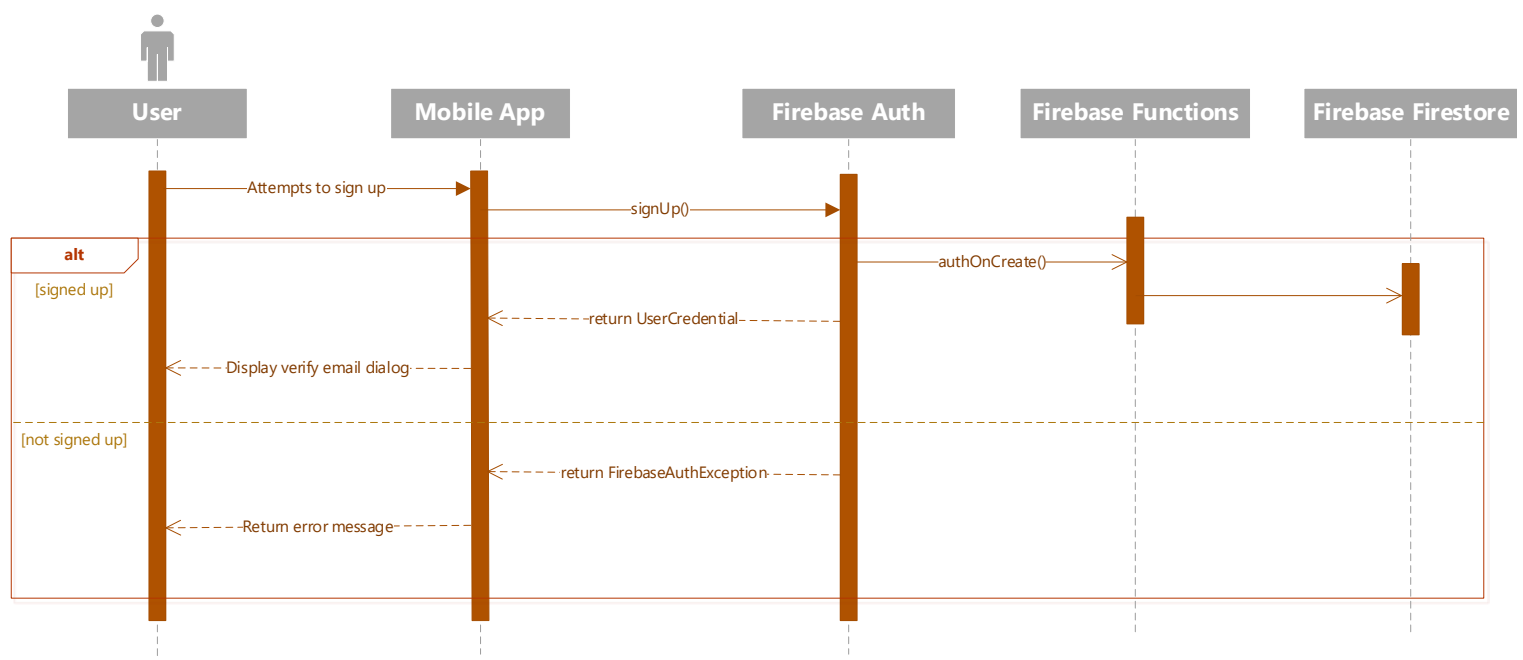 User
Mobile App
Firebase Auth
Firebase Functions
Firebase Firestore
Attempts to sign up
signUp()
alt
authOnCreate()
[signed up]
return UserCredential
Display verify email dialog
[not signed up]
return FirebaseAuthException
Return error message